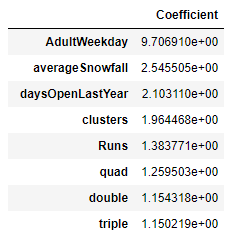 Coefficient
AdultWeekday 9.706910e+00
averageSnowfall 2.545505e+00
daysOpenLastYear 2.103110e+00
clusters 1.964468e+00
Runs 1.383771e+00
quad 1.259503e+00
double 1.154318e+00
triple 1.150219e+00